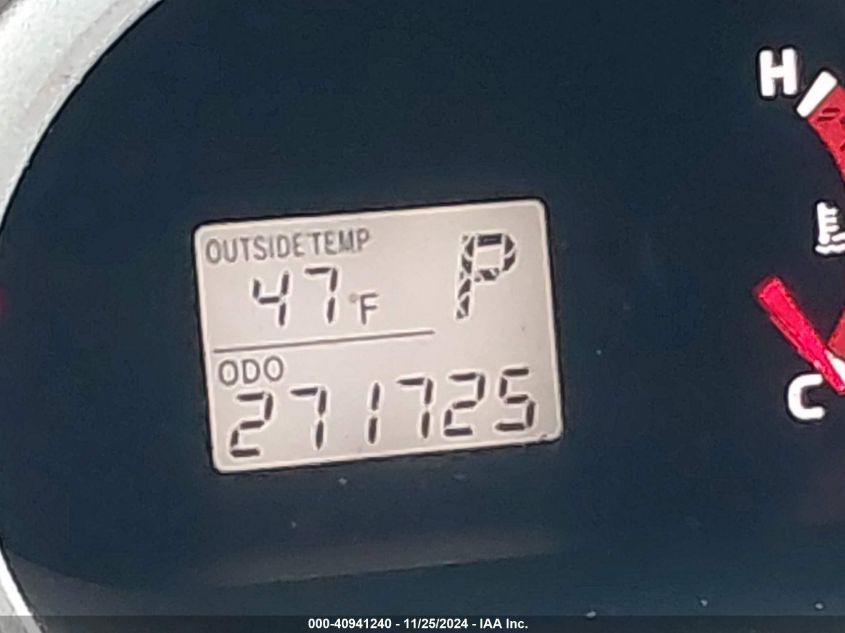 H
OUTSIDE TEMP P
47°F
ODO
271725
C
000-40941240 - 11/25/2024 - IAA Inc.